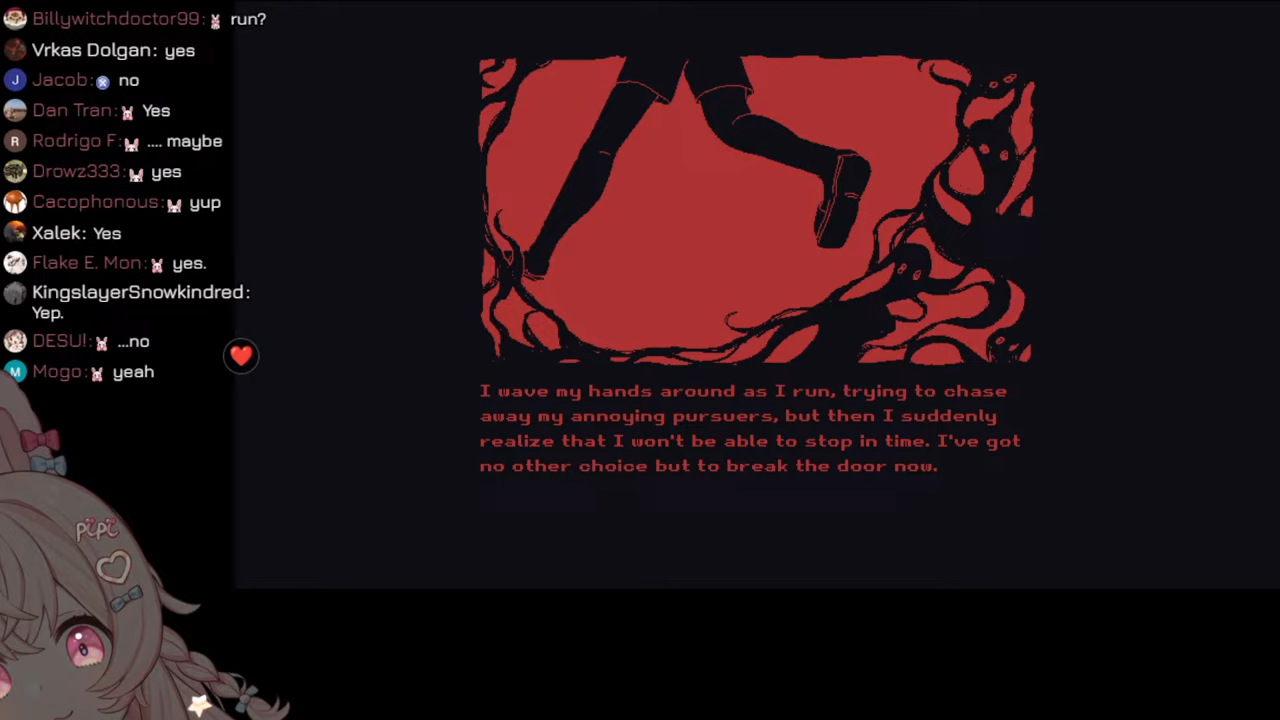 Billywitchdoctor99: run?
Vrkas Dolgan: yes
J Jacob: no
Dan Tran: Yes
R Rodrigo F: .... maybe
Drowz333: yes
Cacophonous: yup
Xalek: Yes
Flake E. Mon: yes.
KingslayerSnowkindred:
Yep.
DESU!: ...no
M Mogo: yeah
I wave my hands around as I run, trying to chase
away my annoying pursuers, but then I suddenly
realize that I won't be able to stop in time. I've got
no other choice but to break the door now.
pipi